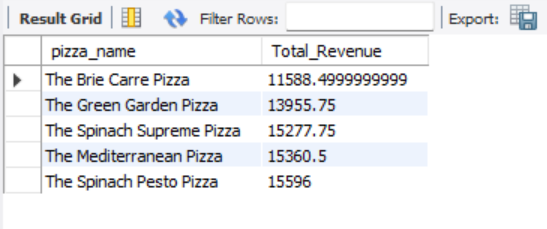 Result Grid Filter Rows: Export:
pizza_name Total_Revenue
The Brie Carre Pizza 11588.4999999999
The Green Garden Pizza 13955.75
The Spinach Supreme Pizza 15277.75
The Mediterranean Pizza 15360.5
The Spinach Pesto Pizza 15596